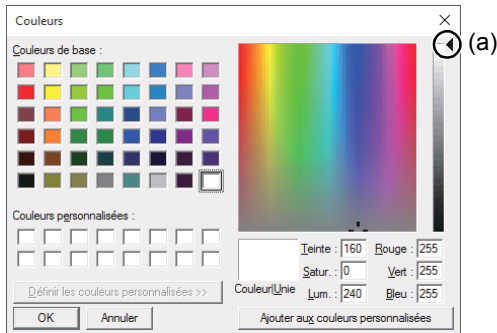 Couleurs
(a)
Couleurs de base :
Couleurs personnalisées :
Définir les couleurs personnalisées >>
OK Annuler
Couleur|Unie
Teinte : 160 Rouge : 255
Satur. : 0 Vert : 255
Lum. : 240 Bleu : 255
Ajouter aux couleurs personnalisées